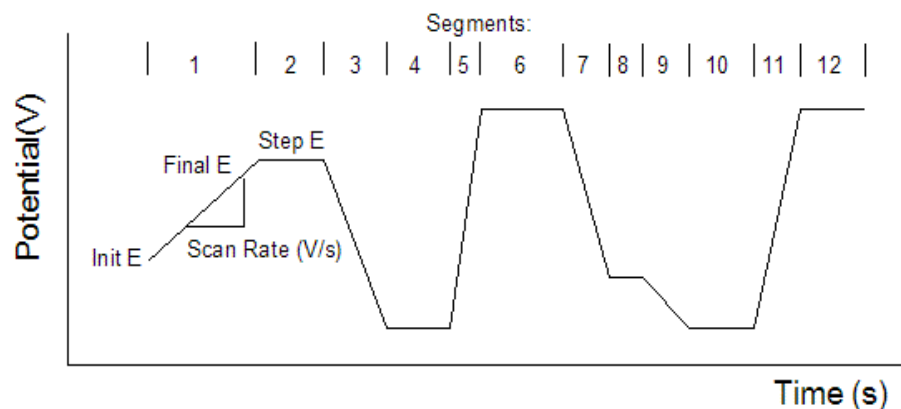 Segments:
1 2 3 4 5 6 7 8 9 10 11 12
Potential(V)
Step E
Final E
Init E
Scan Rate (V/s)
Time (s)